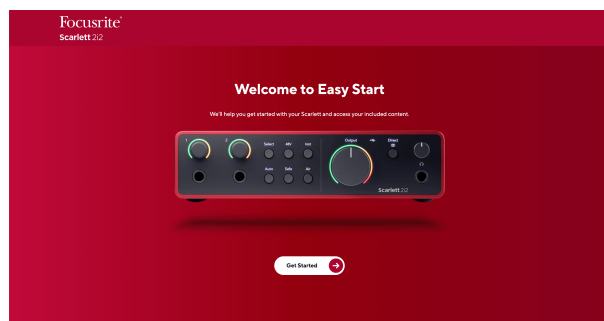 Focusrite®
Scarlett 2i2
Welcome to Easy Start
We'll help you get started with your Scarlett and access your included content.
1 2 Select 48V Inst Output Direct
Auto Safe Air
Scarlett 2i2
Get Started